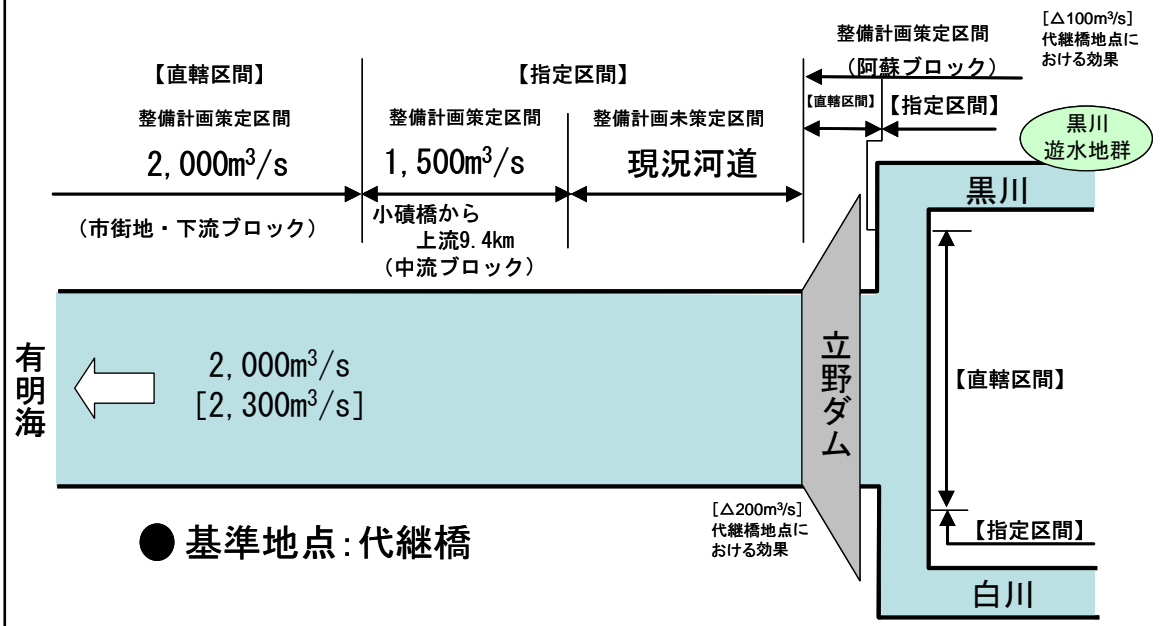 [△100m³/s]
代継橋地点に
おける効果
整備計画策定区間
(阿蘇ブロック)
【直轄区間】
【指定区間】
【直轄区間】
【指定区間】
整備計画策定区間
整備計画策定区間
整備計画未策定区間
2,000m³/s
1,500m³/s
現況河道
(市街地・下流ブロック)
小磧橋から
上流9.4km
(中流ブロック)
黒川
遊水地群
黒川
有明海
2,000m³/s
[2,300m³/s]
立野ダム
【直轄区間】
[△200m³/s]
代継橋地点に
おける効果
●基準地点:代継橋
【指定区間】
白川